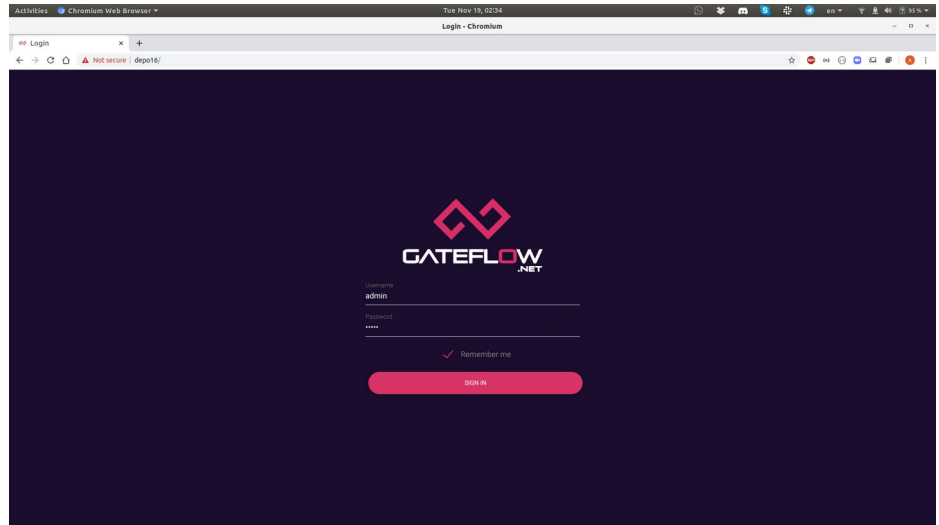 Activities Chromium Web Browser Tue Nov 19, 02:34 en 95 %
Login - Chromium
Login
Not secure depo16/
GATEFLOW
.NET
Username
admin
Password
•••••
Remember me
SIGN IN